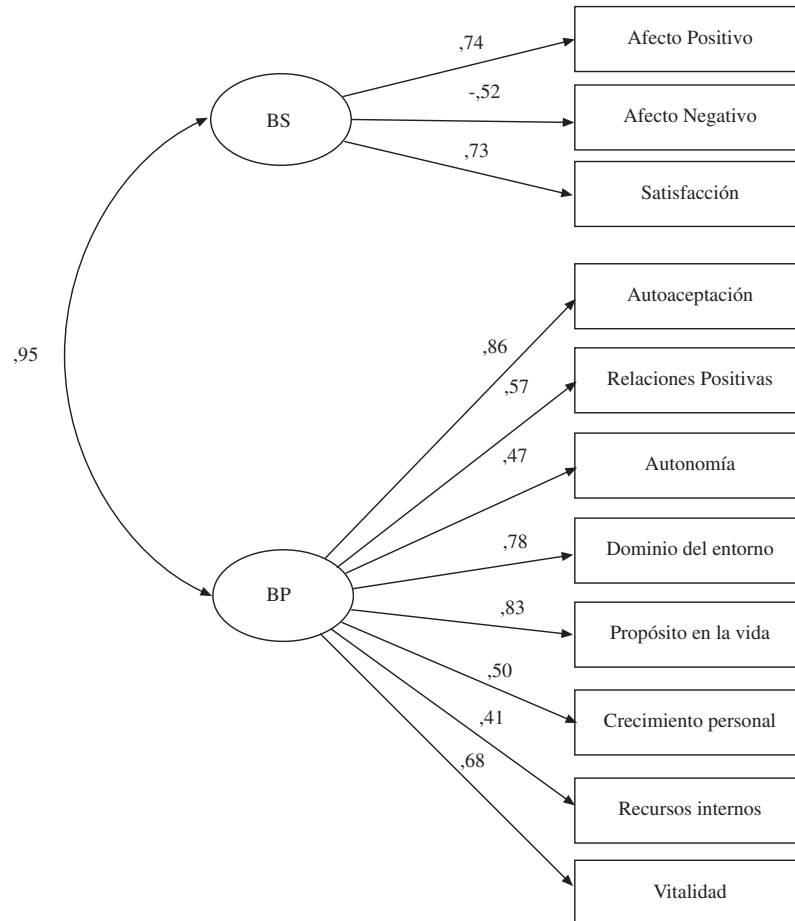 ,74
Afecto Positivo
-,52
BS
Afecto Negativo
,73
Satisfacción
Autoaceptación
,95
,86
Relaciones Positivas
,57
,47
Autonomía
,78
Dominio del entorno
BP
,83
Propósito en la vida
,50
Crecimiento personal
,41
,68
Recursos internos
Vitalidad